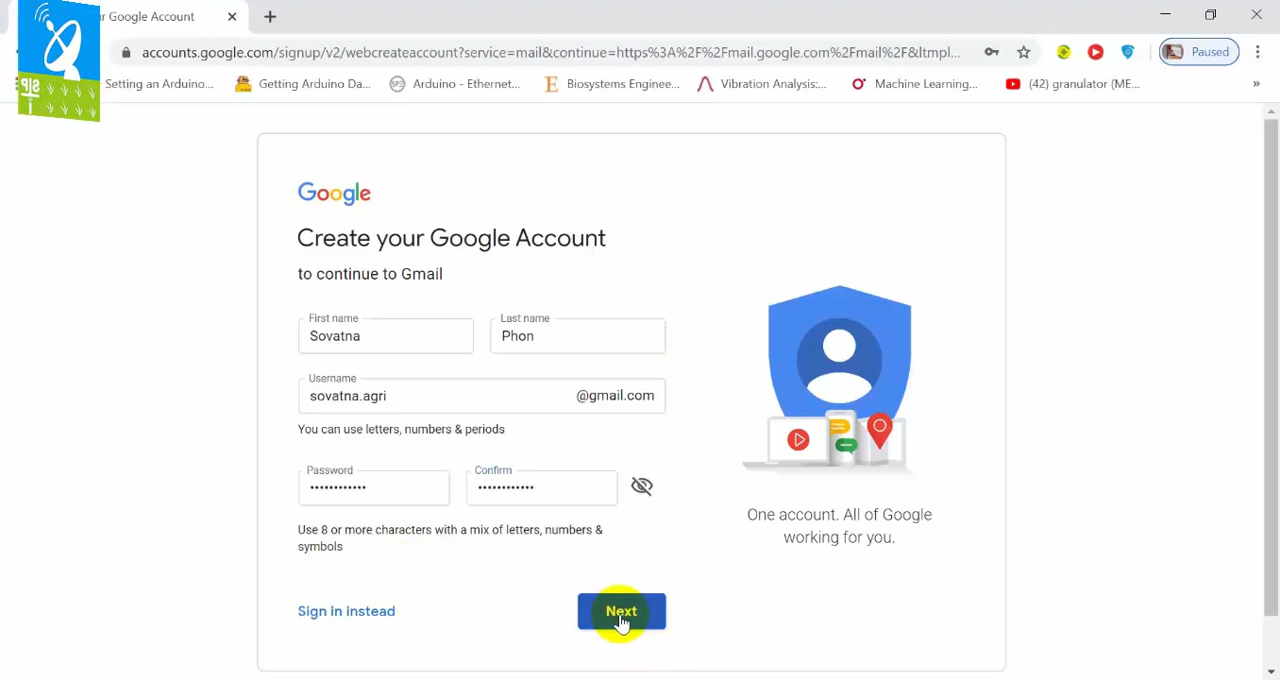 r Google Account
accounts.google.com/signup/v2/webcreateaccount?service=mail&continue=https%3A%2F%2Fmail.google.com%2Fmail%2F&ltmpl...
Paused
Setting an Arduino...
Getting Arduino Da...
Arduino - Ethernet...
Biosystems Engine...
Vibration Analysis:...
Machine Learning...
(42) granulator (ME...
»
Google
Create your Google Account
to continue to Gmail
First name
Last name
Sovatna
Phon
Username
sovatna.agri
@gmail.com
You can use letters, numbers & periods
Password
Confirm
••••••••••••
••••••••••••
Use 8 or more characters with a mix of letters, numbers &
symbols
One account. All of Google
working for you.
Sign in instead
Next